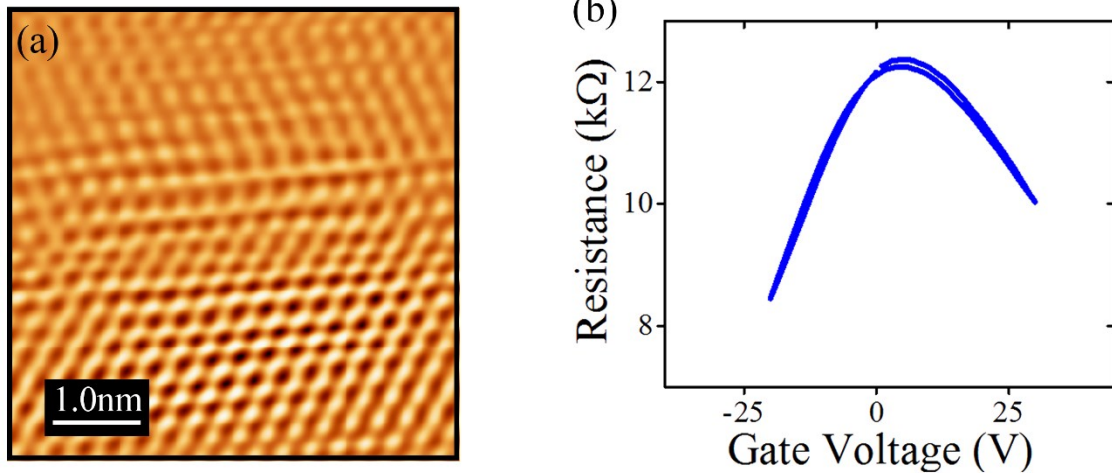 (a)
1.0nm
(b)
Resistance (kΩ)
12
10
8
-25 0 25
Gate Voltage (V)